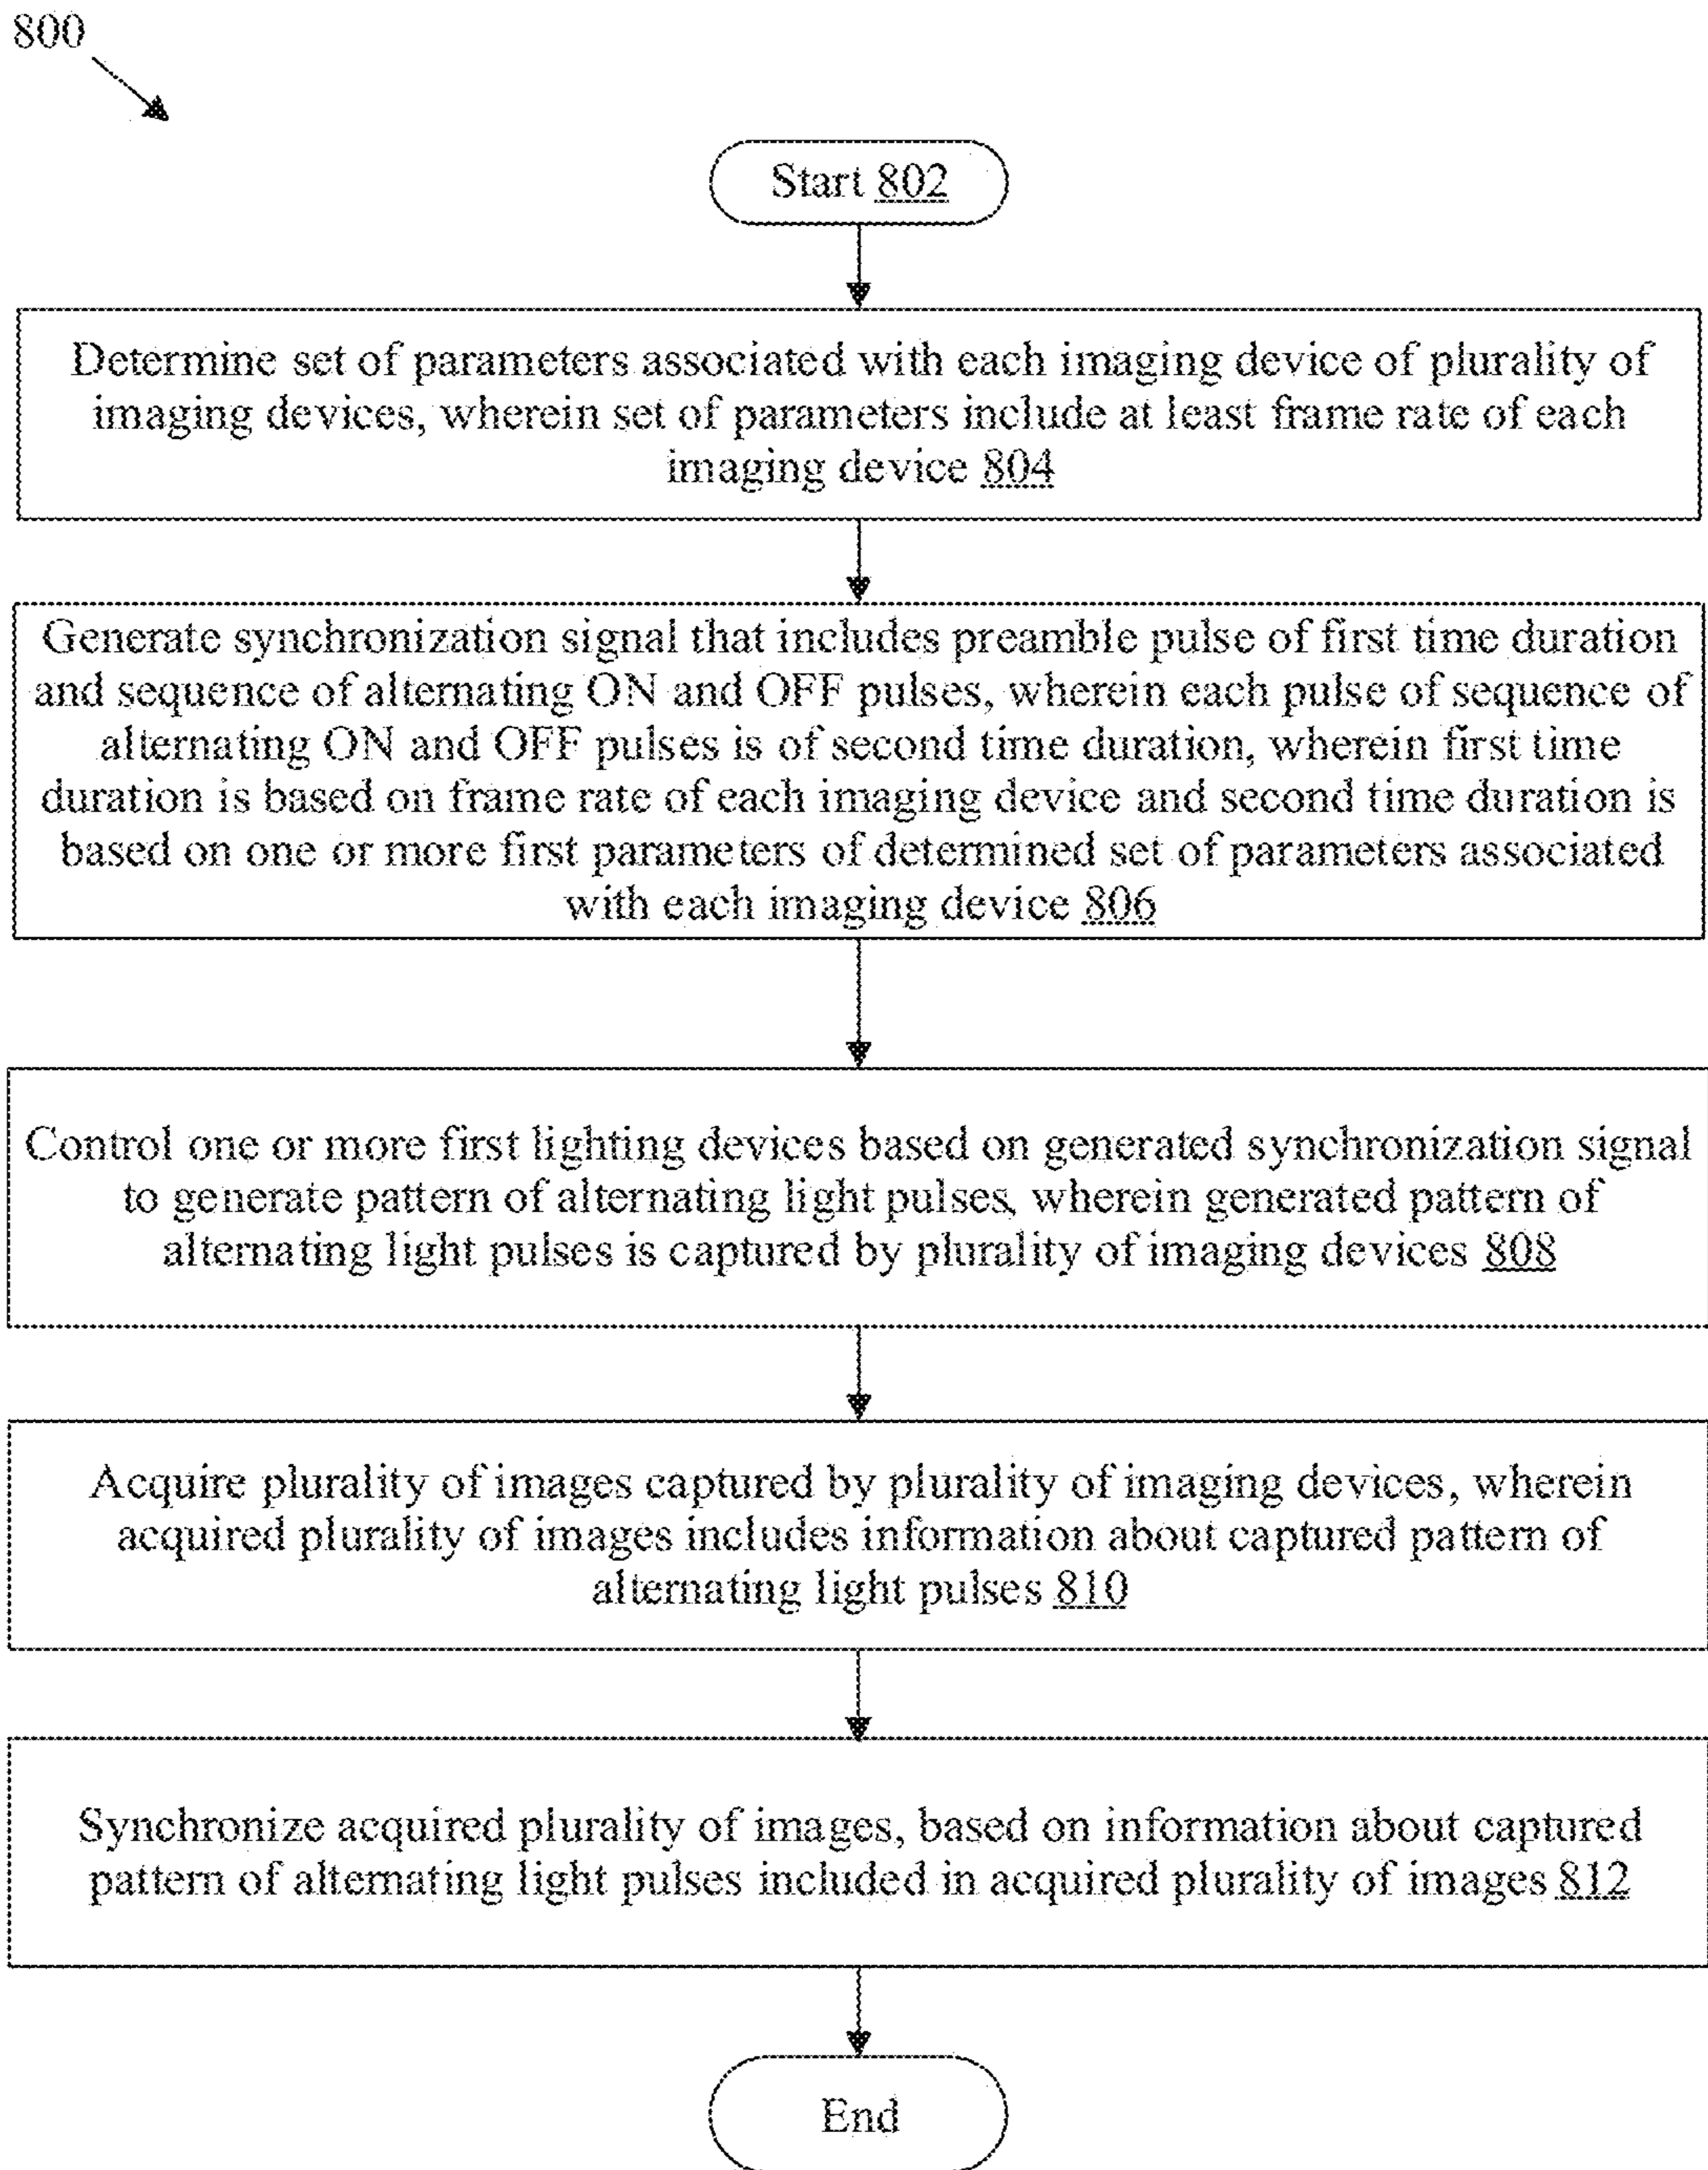 800
Start 802
Determine set of parameters associated with each imaging device of plurality of
imaging devices, wherein set of parameters include at least frame rate of each
imaging device 804
Generate synchronization signal that includes preamble pulse of first time duration
and sequence of alternating ON and OFF pulses, wherein each pulse of sequence of
alternating ON and OFF pulses is of second time duration, wherein first time
duration is based on frame rate of each imaging device and second time duration is
based on one or more first parameters of determined set of parameters associated
with each imaging device 806
Control one or more first lighting devices based on generated synchronization signal
to generate pattern of alternating light pulses, wherein generated pattern of
alternating light pulses is captured by plurality of imaging devices 808
Acquire plurality of images captured by plurality of imaging devices, wherein
acquired plurality of images includes information about captured pattern of
alternating light pulses 810
Synchronize acquired plurality of images, based on information about captured
pattern of alternating light pulses included in acquired plurality of images 812
End